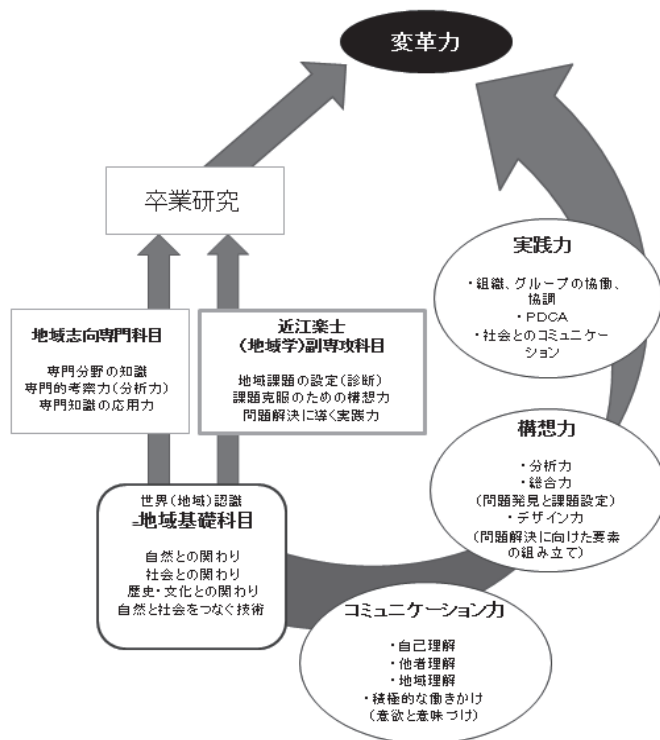 変革力
卒業研究
実践力
・組織、グループの協働、
協調
・PDCA
・社会とのコミュニケー
ション
地域志向専門科目
専門分野の知識
専門的考察力(分析力)
専門知識の応用力
近江楽士
(地域学)副専攻科目
地域課題の設定(診断)
課題克服のための構想力
問題解決に導く実践力
構想力
・分析力
・総合力
(問題発見と課題設定)
・デザイン力
(問題解決に向けた要素
の組み立て)
世界(地域)認識
=地域基礎科目
自然との関わり
社会との関わり
歴史・文化との関わり
自然と社会をつなぐ技術
コミュニケーション力
・自己理解
・他者理解
・地域理解
・積極的な働きかけ
(意欲と意味づけ)